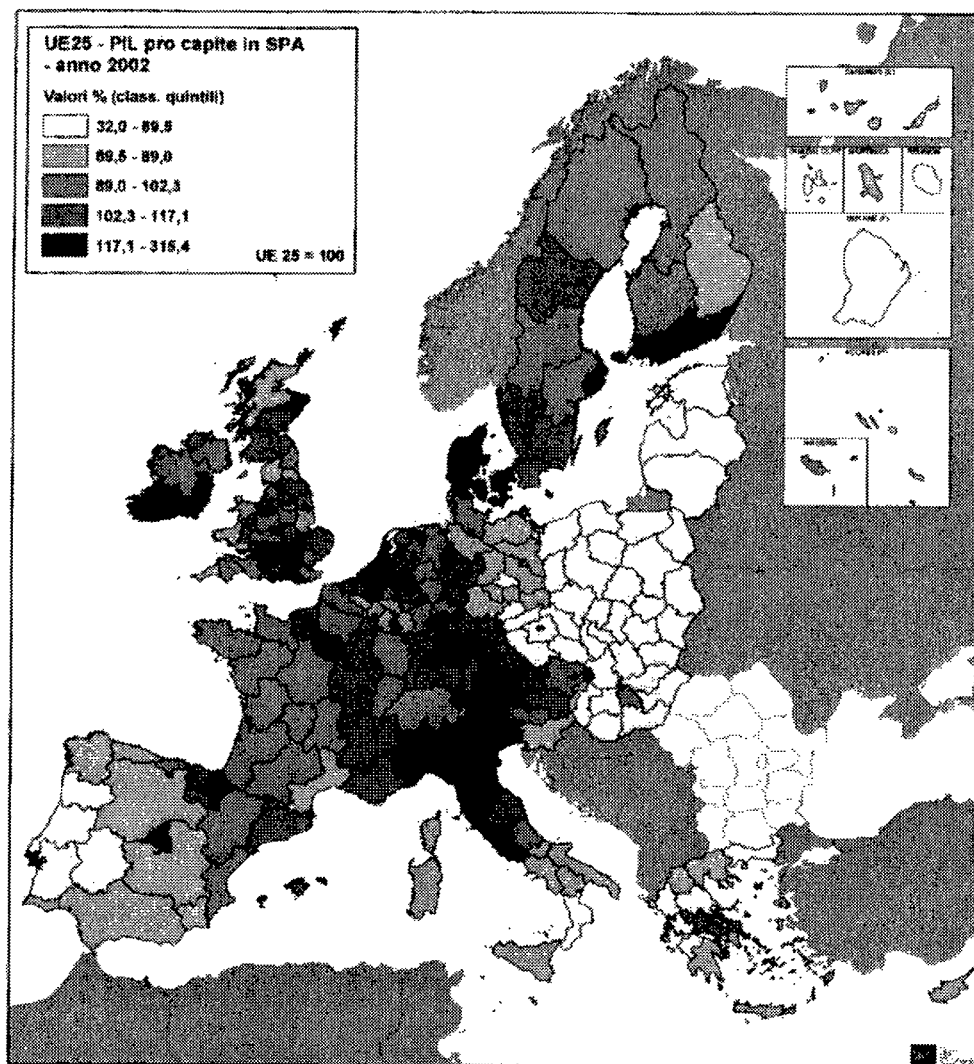 UE25 - PIL pro capite in SPA
- anno 2002
Valori % (class. quintili)
32,0 - 69,5
69,5 - 89,0
89,0 - 102,3
102,3 - 117,1
117,1 - 315,4
UE 25 = 100